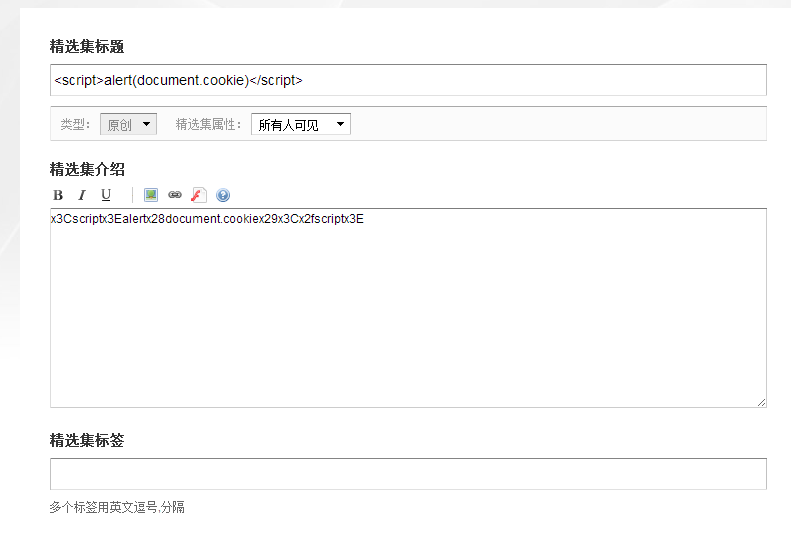 精选集标题
<script>alert(document.cookie)</script>
类型： 原创 精选集属性： 所有人可见
精选集介绍
B I U
x3Cscriptx3Ealertx28document.cookiex29x3Cx2fscriptx3E
精选集标签
多个标签用英文逗号,分隔